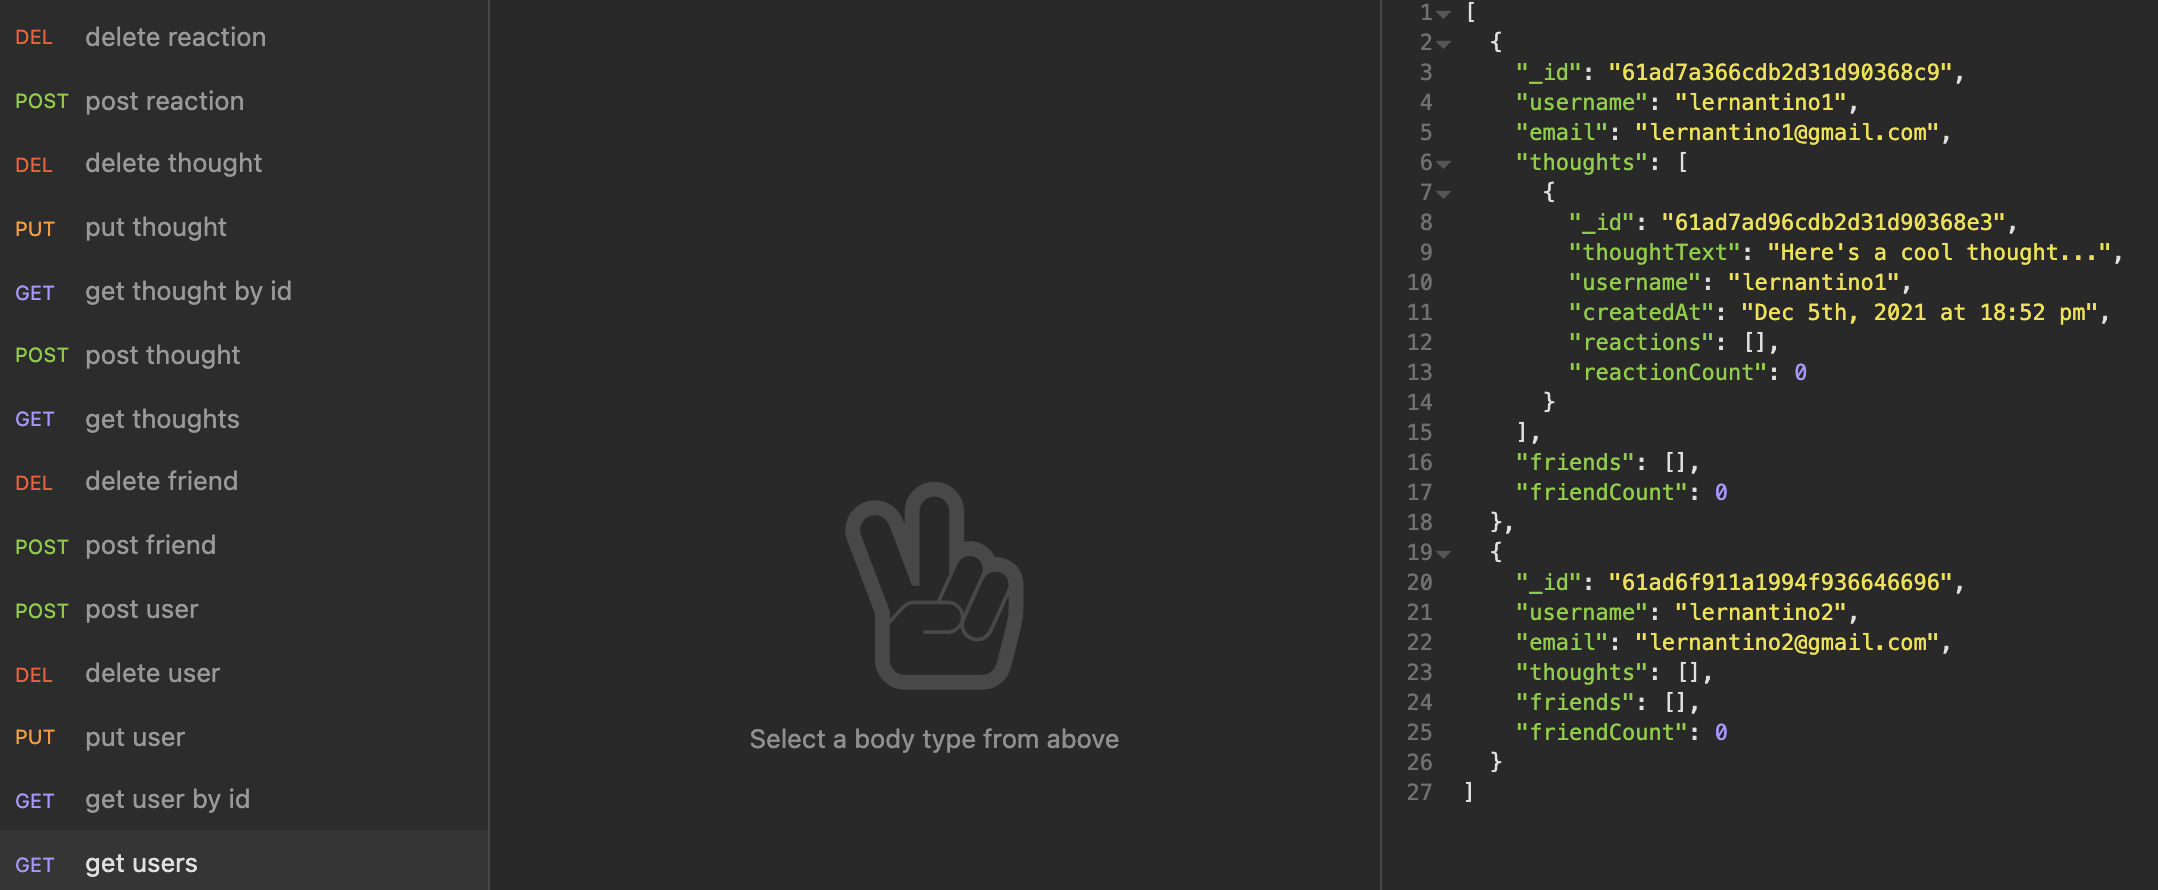 DEL delete reaction
POST post reaction
DEL delete thought
PUT put thought
GET get thought by id
POST post thought
GET get thoughts
DEL delete friend
POST post friend
POST post user
DEL delete user
PUT put user
GET get user by id
GET get users
Select a body type from above
1 [
2 {
3 "_id": "61ad7a366cdb2d31d90368c9",
4 "username": "lernantino1",
5 "email": "lernantino1@gmail.com",
6 "thoughts": [
7 {
8 "_id": "61ad7ad96cdb2d31d90368e3",
9 "thoughtText": "Here's a cool thought...",
10 "username": "lernantino1",
11 "createdAt": "Dec 5th, 2021 at 18:52 pm",
12 "reactions": [],
13 "reactionCount": 0
14 }
15 ],
16 "friends": [],
17 "friendCount": 0
18 },
19 {
20 "_id": "61ad6f911a1994f936646696",
21 "username": "lernantino2",
22 "email": "lernantino2@gmail.com",
23 "thoughts": [],
24 "friends": [],
25 "friendCount": 0
26 }
27 ]